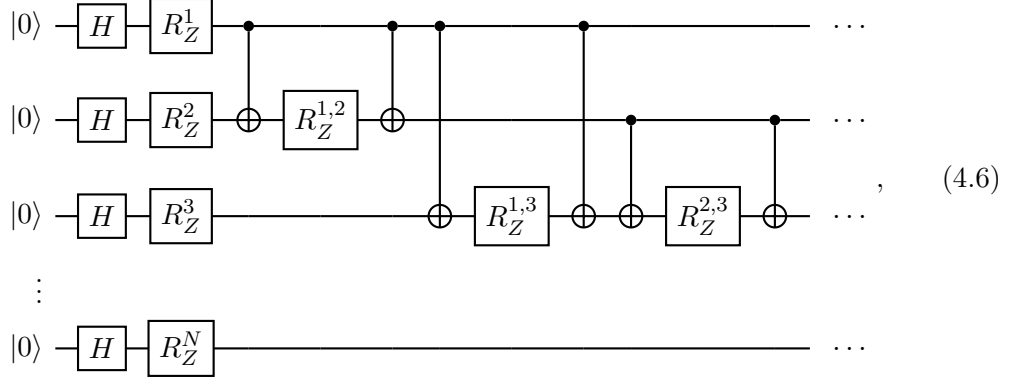 |0⟩ H R_Z^1 ⋯
|0⟩ H R_Z^2 R_Z^{1,2} ⋯
|0⟩ H R_Z^3 R_Z^{1,3} R_Z^{2,3} ⋯
, (4.6)
⋮
|0⟩ H R_Z^N ⋯